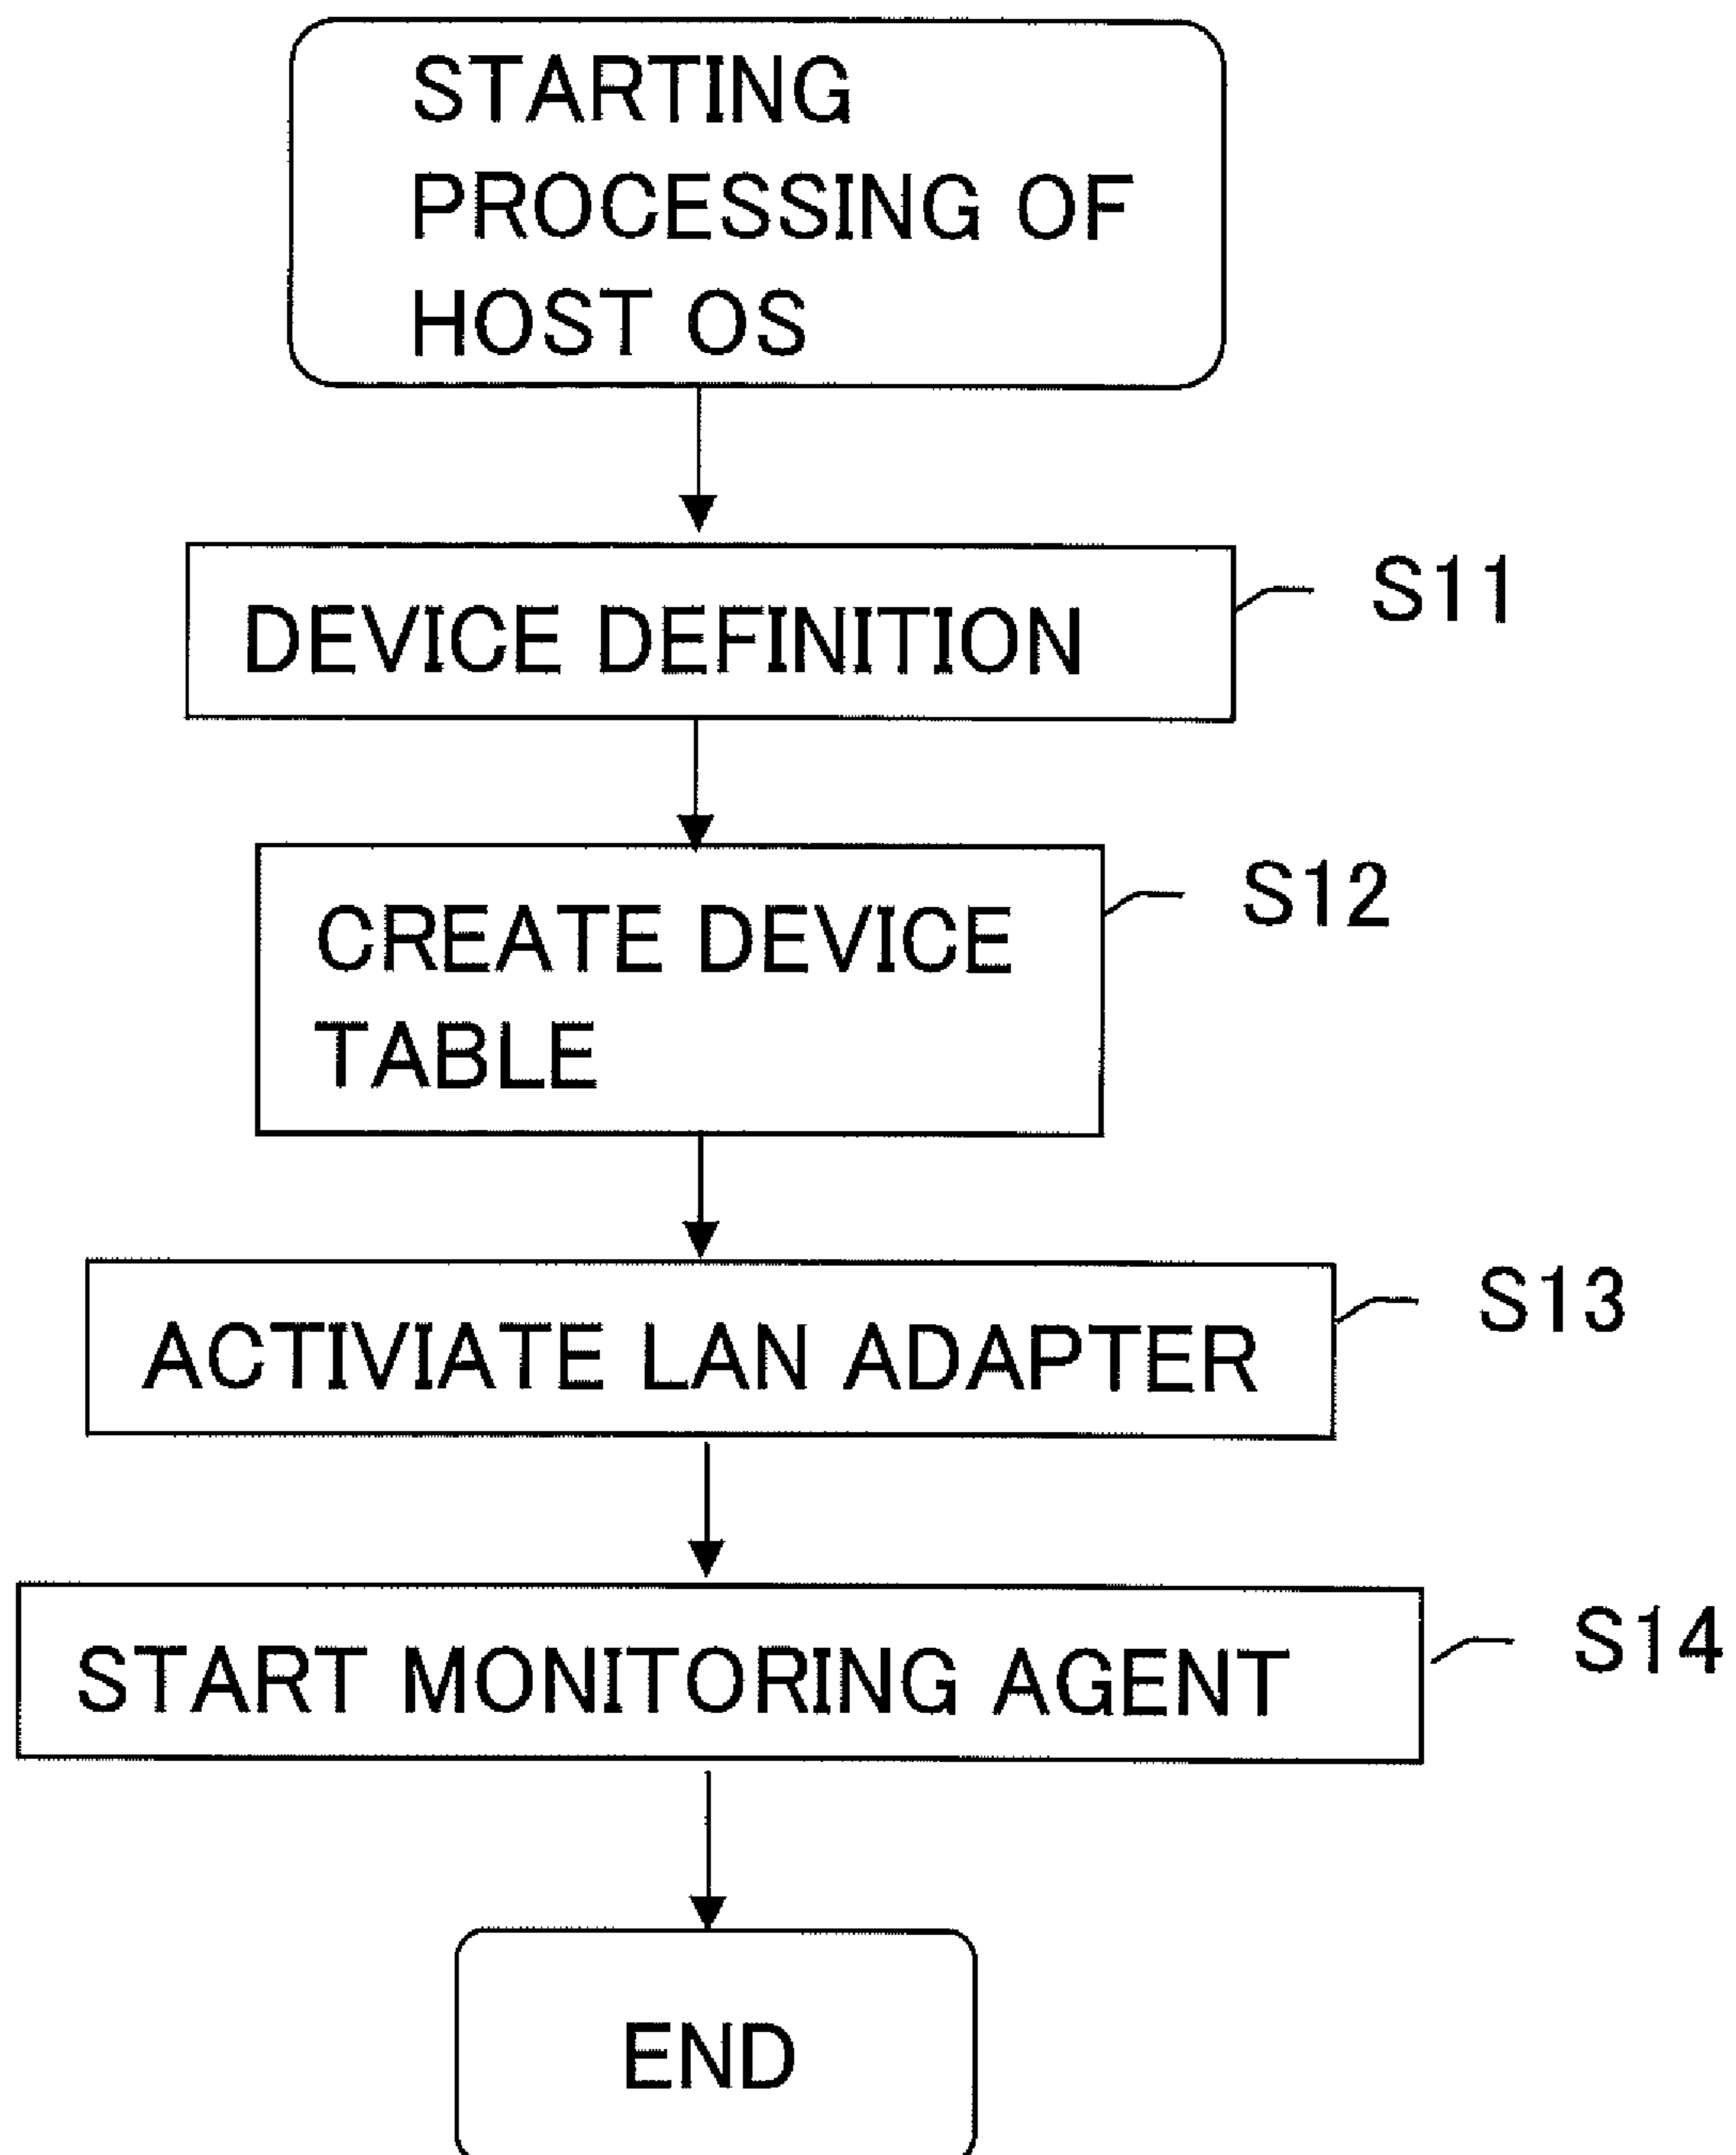 STARTING
PROCESSING OF
HOST OS
DEVICE DEFINITION
S11
CREATE DEVICE
TABLE
S12
ACTIVIATE LAN ADAPTER
S13
START MONITORING AGENT
S14
END